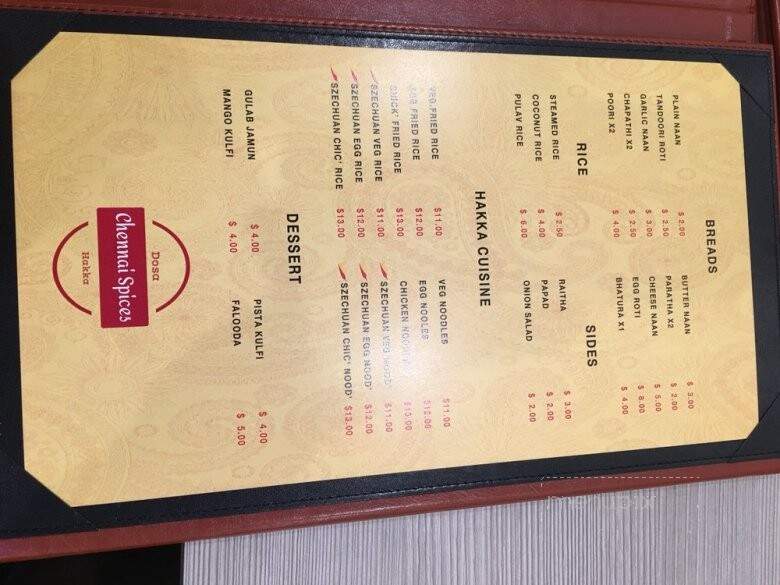 BREADS
PLAIN NAAN $ 2.00 BUTTER NAAN $ 3.00
TANDOORI ROTI $ 2.50 PARATHA X2 $ 2.00
GARLIC NAAN $ 3.00 CHEESE NAAN $ 5.00
CHAPATHI X2 $ 2.50 EGG ROTI $ 8.00
POORI X2 $ 4.00 BHATURA X1 $ 4.00
RICE SIDES
STEAMED RICE $ 2.50 RAITHA $ 3.00
COCONUT RICE $ 4.00 PAPAD $ 2.00
PULAV RICE $ 6.00 ONION SALAD $ 2.00
HAKKA CUISINE
VEG FRIED RICE $11.00 VEG NOODLES $11.00
EGG FRIED RICE $12.00 EGG NOOLES $12.00
CHICK' FRIED RICE $13.00 CHICKEN NOODLES $13.00
SZECHUAN VEG RICE $11.00 SZECHUAN VEG NOOD' $11.00
SZECHUAN EGG RICE $12.00 SZECHUAN EGG NOOD' $12.00
SZECHUAN CHIC' RICE $13.00 SZECHUAN CHIC' NOOD' $13.00
DESSERT
GULAB JAMUN $ 4.00 PISTA KULFI $ 4.00
MANGO KULFI $ 4.00 FALOODA $ 5.00
Dosa
Chennai Spices
Hakka